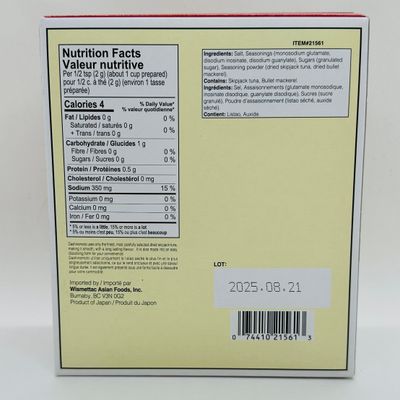 Nutrition Facts
Valeur nutritive
Per 1/2 tsp (2 g) (about 1 cup prepared)
pour 1/2 c. à thé (2 g) (environ 1 tasse
préparée)
Calories 4
% Daily Value*
% valeur quotidienne*
Fat / Lipides 0 g 0 %
Saturated / saturés 0 g
+ Trans / trans 0 g 0 %
Carbohydrate / Glucides 1 g
Fibre / Fibres 0 g 0 %
Sugars / Sucres 0 g 0 %
Protein / Protéines 0.5 g
Cholesterol / Cholestérol 0 mg
Sodium 350 mg 15 %
Potassium 0 mg 0 %
Calcium 0 mg 0 %
Iron / Fer 0 mg 0 %
* 5% or less is a little, 15% or more is a lot
* 5% ou moins c'est peu, 15% ou plus c'est beaucoup
Imported by / importé par
Wismettac Asian Foods, Inc.
Burnaby, BC V3N 0G2
Product of Japan / Produit du Japon
ITEM#21561
Ingredients: Salt, Seasonings (monosodium glutamate,
disodium inosinate, disodium guanylate), Sugars (granulated
sugar), Seasoning powder (dried skipjack tuna, dried bullet
mackerel).
Contains: Skipjack tuna, Bullet mackerel.
Ingrédients: Sel, Assaisonnements (glutamate monosodique,
inosinate disodique, guanylate disodique), Sucres (sucre
granulé), Poudre d'assaisonnement (listao séché, auxide
séché).
Contient: Listao, Auxide.
LOT:
2025.08.21
0 74410 21561 3